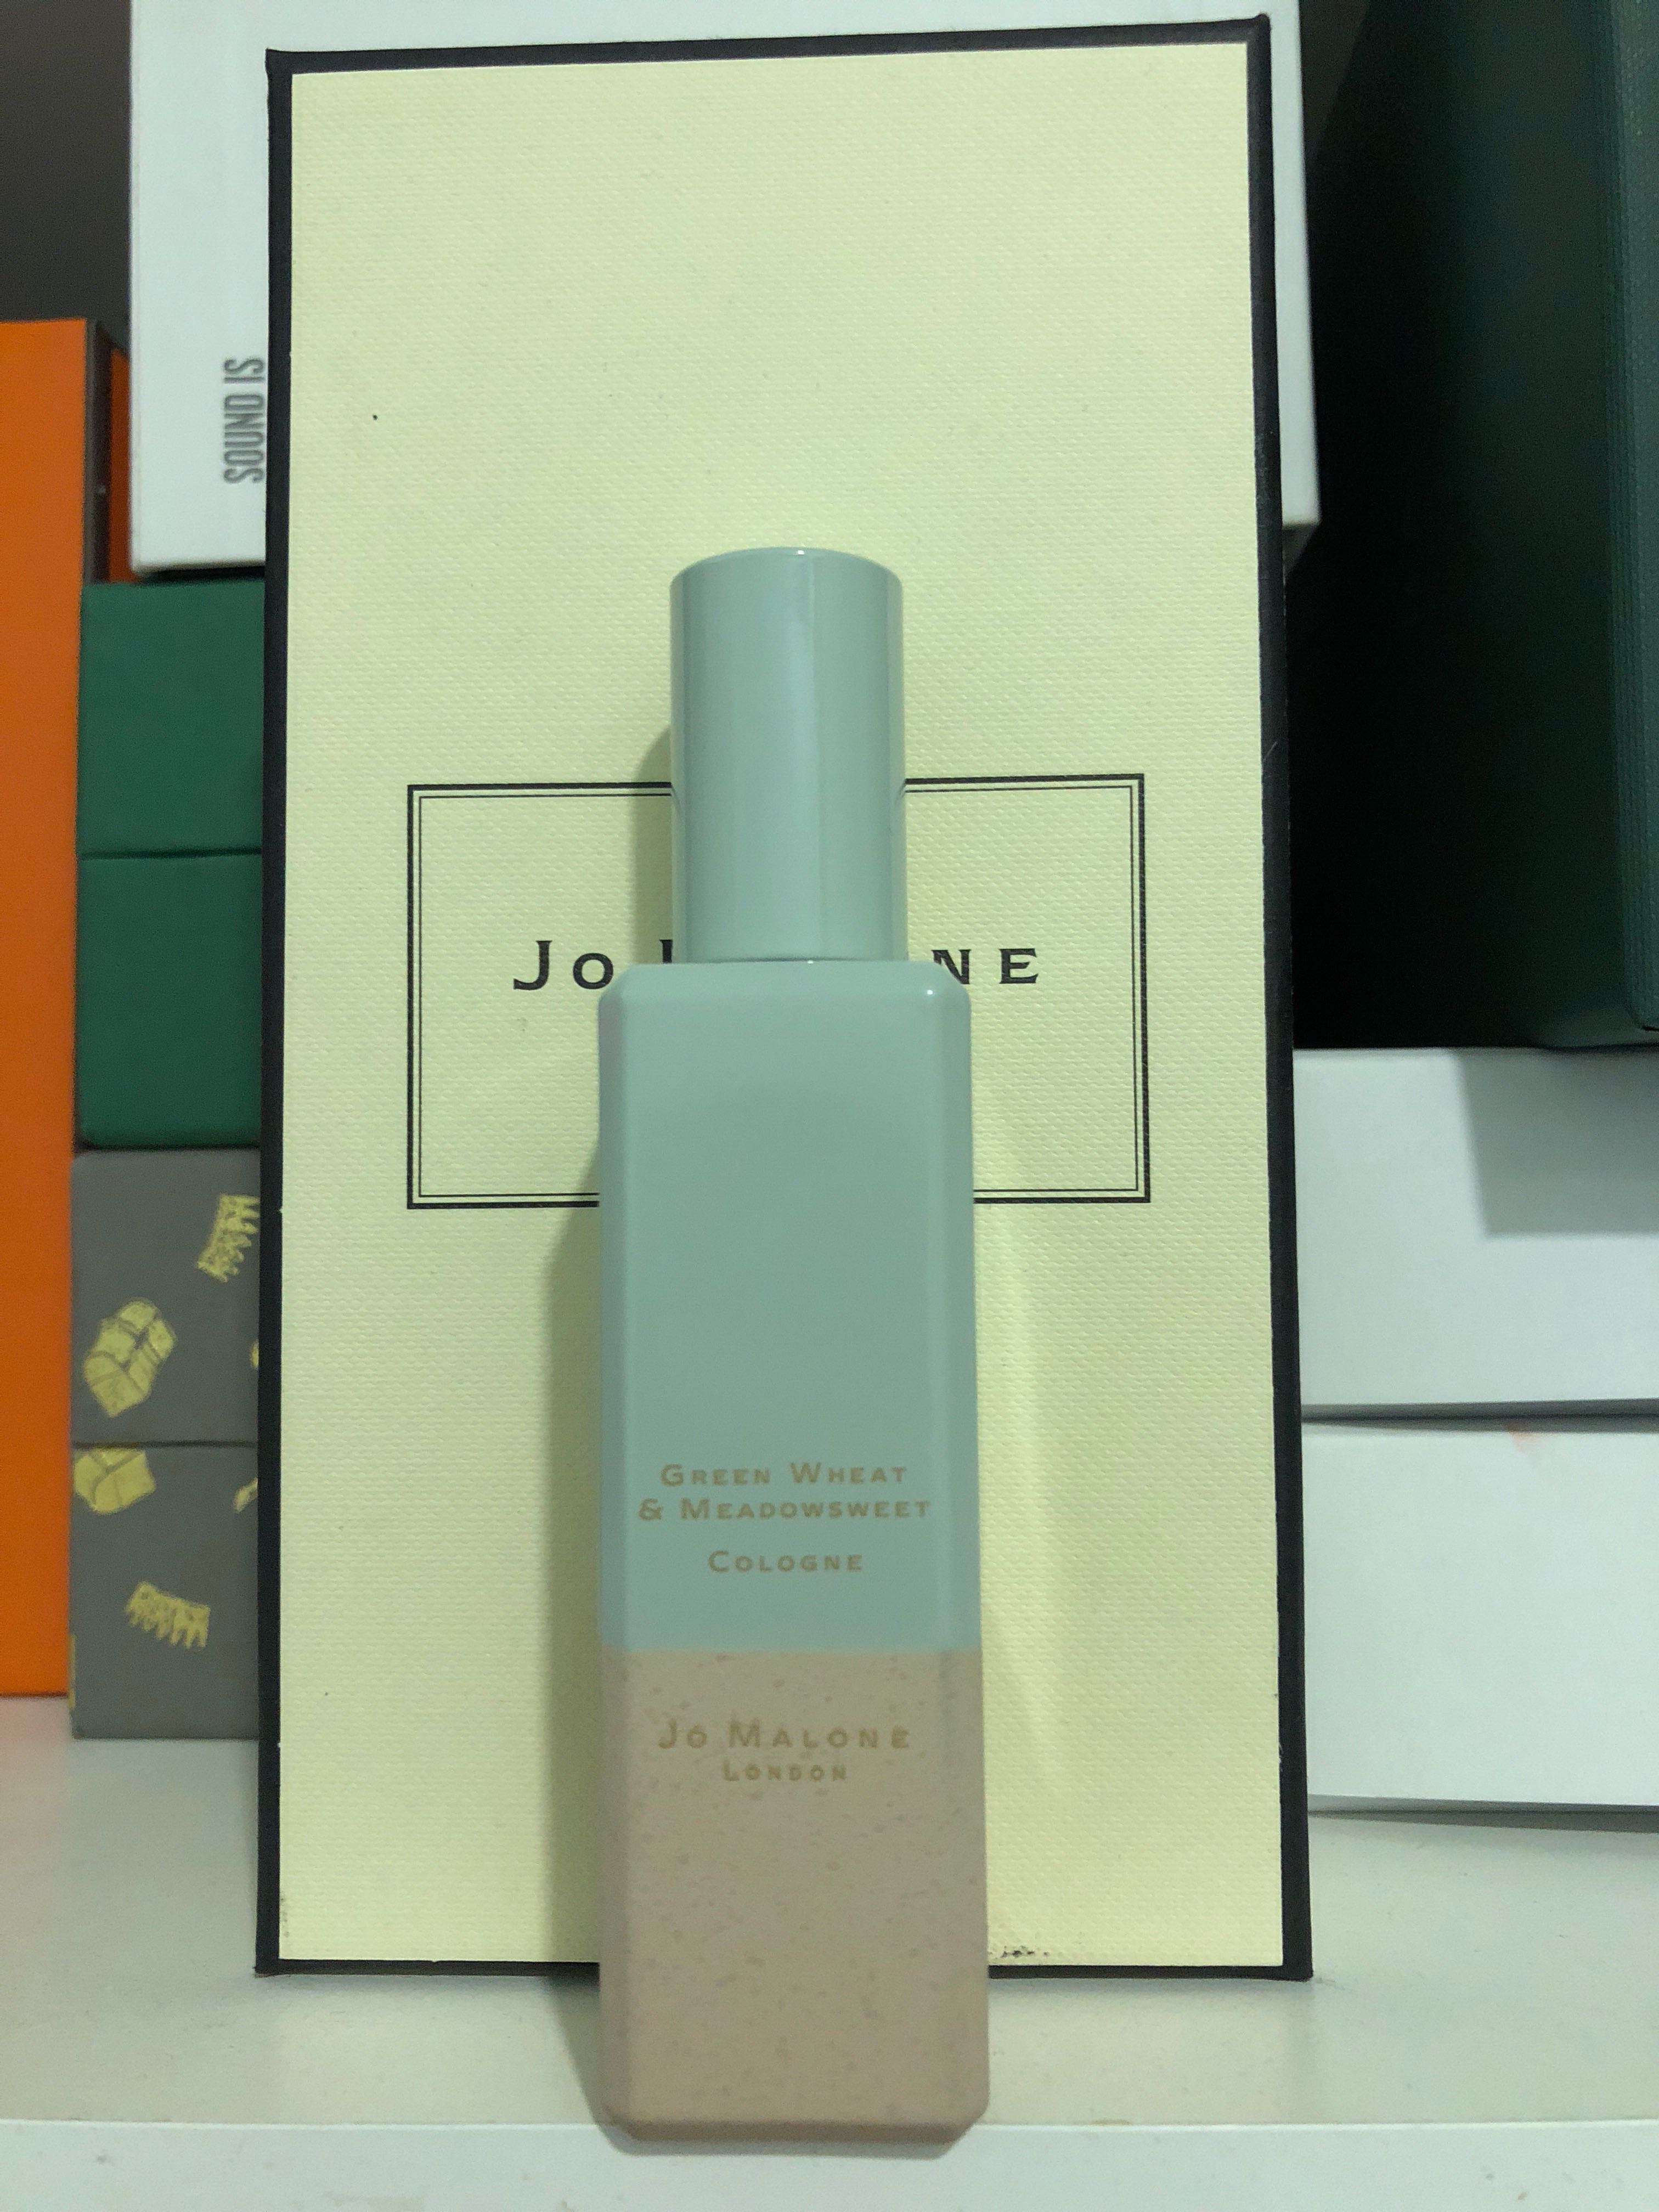 SOUND IS
Jo
NE
GREEN WHEAT
& MEADOWSWEET
COLOGNE
JO MALONE
LONDON